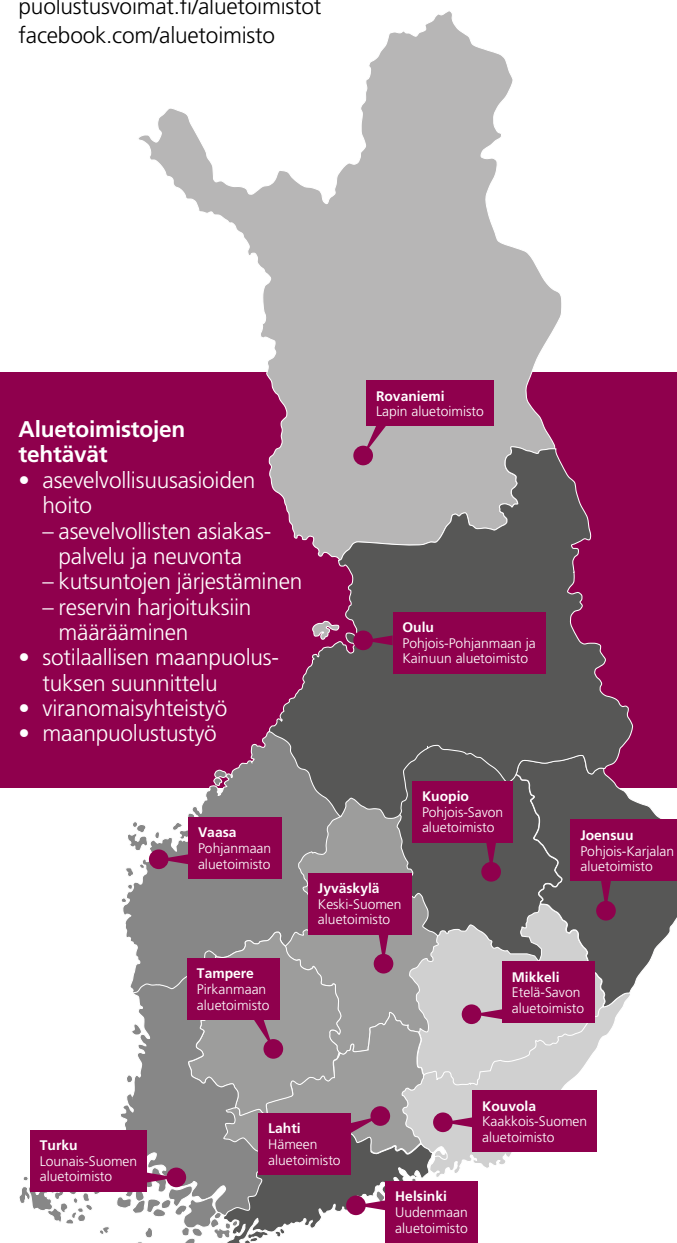 puolustusvoimat.fi/aluetoimistot
facebook.com/aluetoimisto
Aluetoimistojen
tehtävät
• asevelvollisuusasioiden
hoito
– asevelvollisten asiakas-
palvelu ja neuvonta
– kutsuntojen järjestäminen
– reservin harjoituksiin
määrääminen
• sotilaallisen maanpuolus-
tuksen suunnittelu
• viranomaisyhteistyö
• maanpuolustustyö
Rovaniemi
Lapin aluetoimisto
Oulu
Pohjois-Pohjanmaan ja
Kainuun aluetoimisto
Kuopio
Pohjois-Savon
aluetoimisto
Joensuu
Pohjois-Karjalan
aluetoimisto
Vaasa
Pohjanmaan
aluetoimisto
Jyväskylä
Keski-Suomen
aluetoimisto
Tampere
Pirkanmaan
aluetoimisto
Mikkeli
Etelä-Savon
aluetoimisto
Kouvola
Kaakkois-Suomen
aluetoimisto
Lahti
Hämeen
aluetoimisto
Turku
Lounais-Suomen
aluetoimisto
Helsinki
Uudenmaan
aluetoimisto